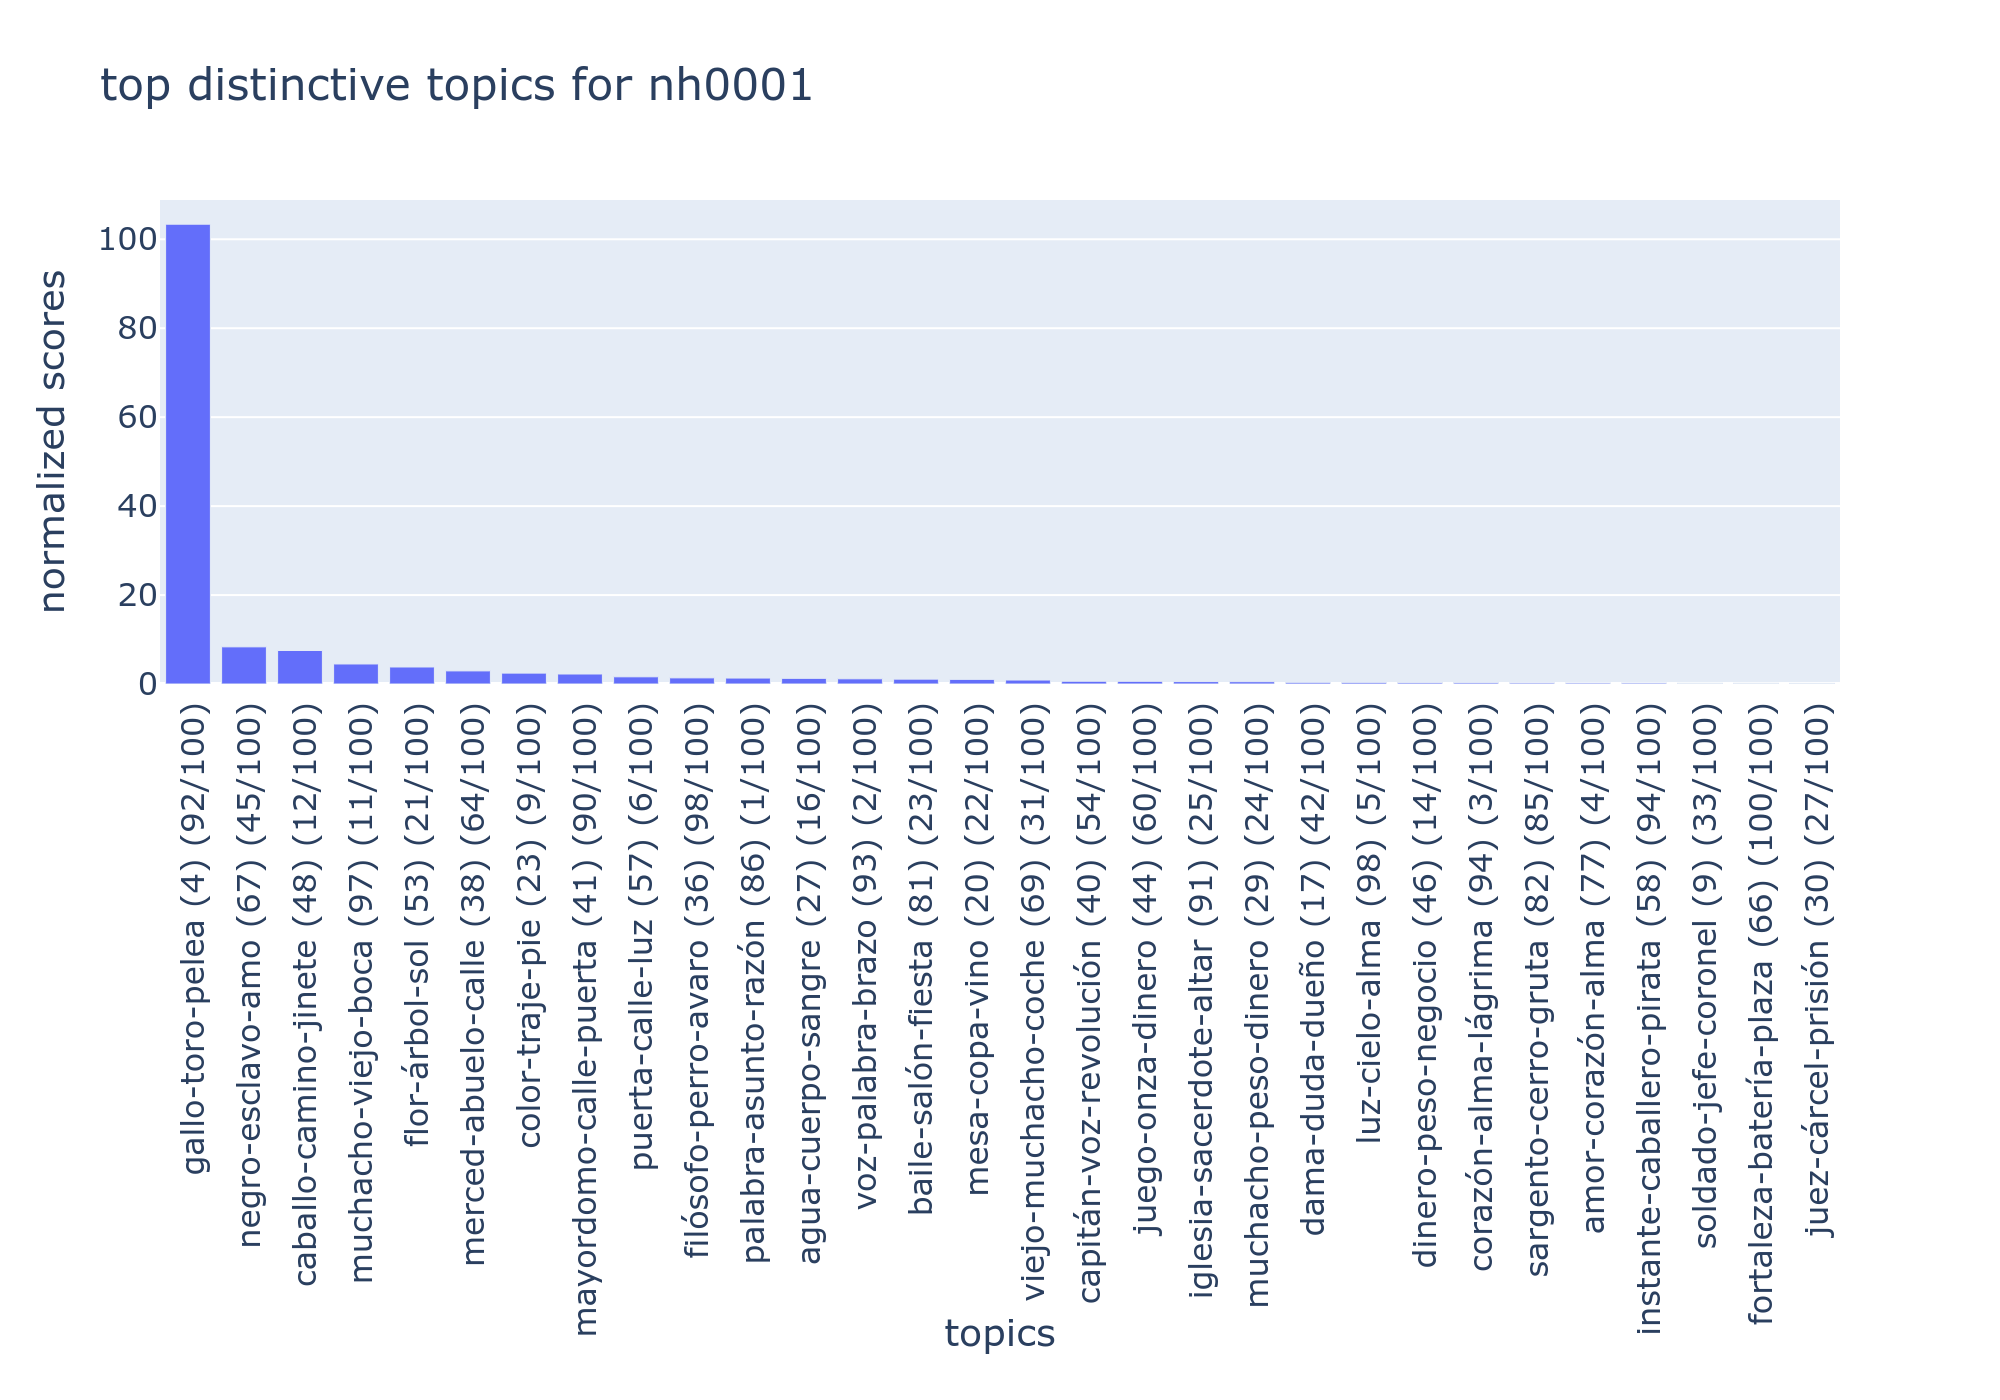 top distinctive topics for nh0001
normalized scores
100
80
60
40
20
0
gallo-toro-pelea (4) (92/100)
negro-esclavo-amo (67) (45/100)
caballo-camino-jinete (48) (12/100)
muchacho-viejo-boca (97) (11/100)
flor-árbol-sol (53) (21/100)
merced-abuelo-calle (38) (64/100)
color-traje-pie (23) (9/100)
mayordomo-calle-puerta (41) (90/100)
puerta-calle-luz (57) (6/100)
filósofo-perro-avaro (36) (98/100)
palabra-asunto-razón (86) (1/100)
agua-cuerpo-sangre (27) (16/100)
voz-palabra-brazo (93) (2/100)
baile-salón-fiesta (81) (23/100)
mesa-copa-vino (20) (22/100)
viejo-muchacho-coche (69) (31/100)
capitán-voz-revolución (40) (54/100)
juego-onza-dinero (44) (60/100)
iglesia-sacerdote-altar (91) (25/100)
muchacho-peso-dinero (29) (24/100)
dama-duda-dueño (17) (42/100)
luz-cielo-alma (98) (5/100)
dinero-peso-negocio (46) (14/100)
corazón-alma-lágrima (94) (3/100)
sargento-cerro-gruta (82) (85/100)
amor-corazón-alma (77) (4/100)
instante-caballero-pirata (58) (94/100)
soldado-jefe-coronel (9) (33/100)
fortaleza-batería-plaza (66) (100/100)
juez-cárcel-prisión (30) (27/100)
topics